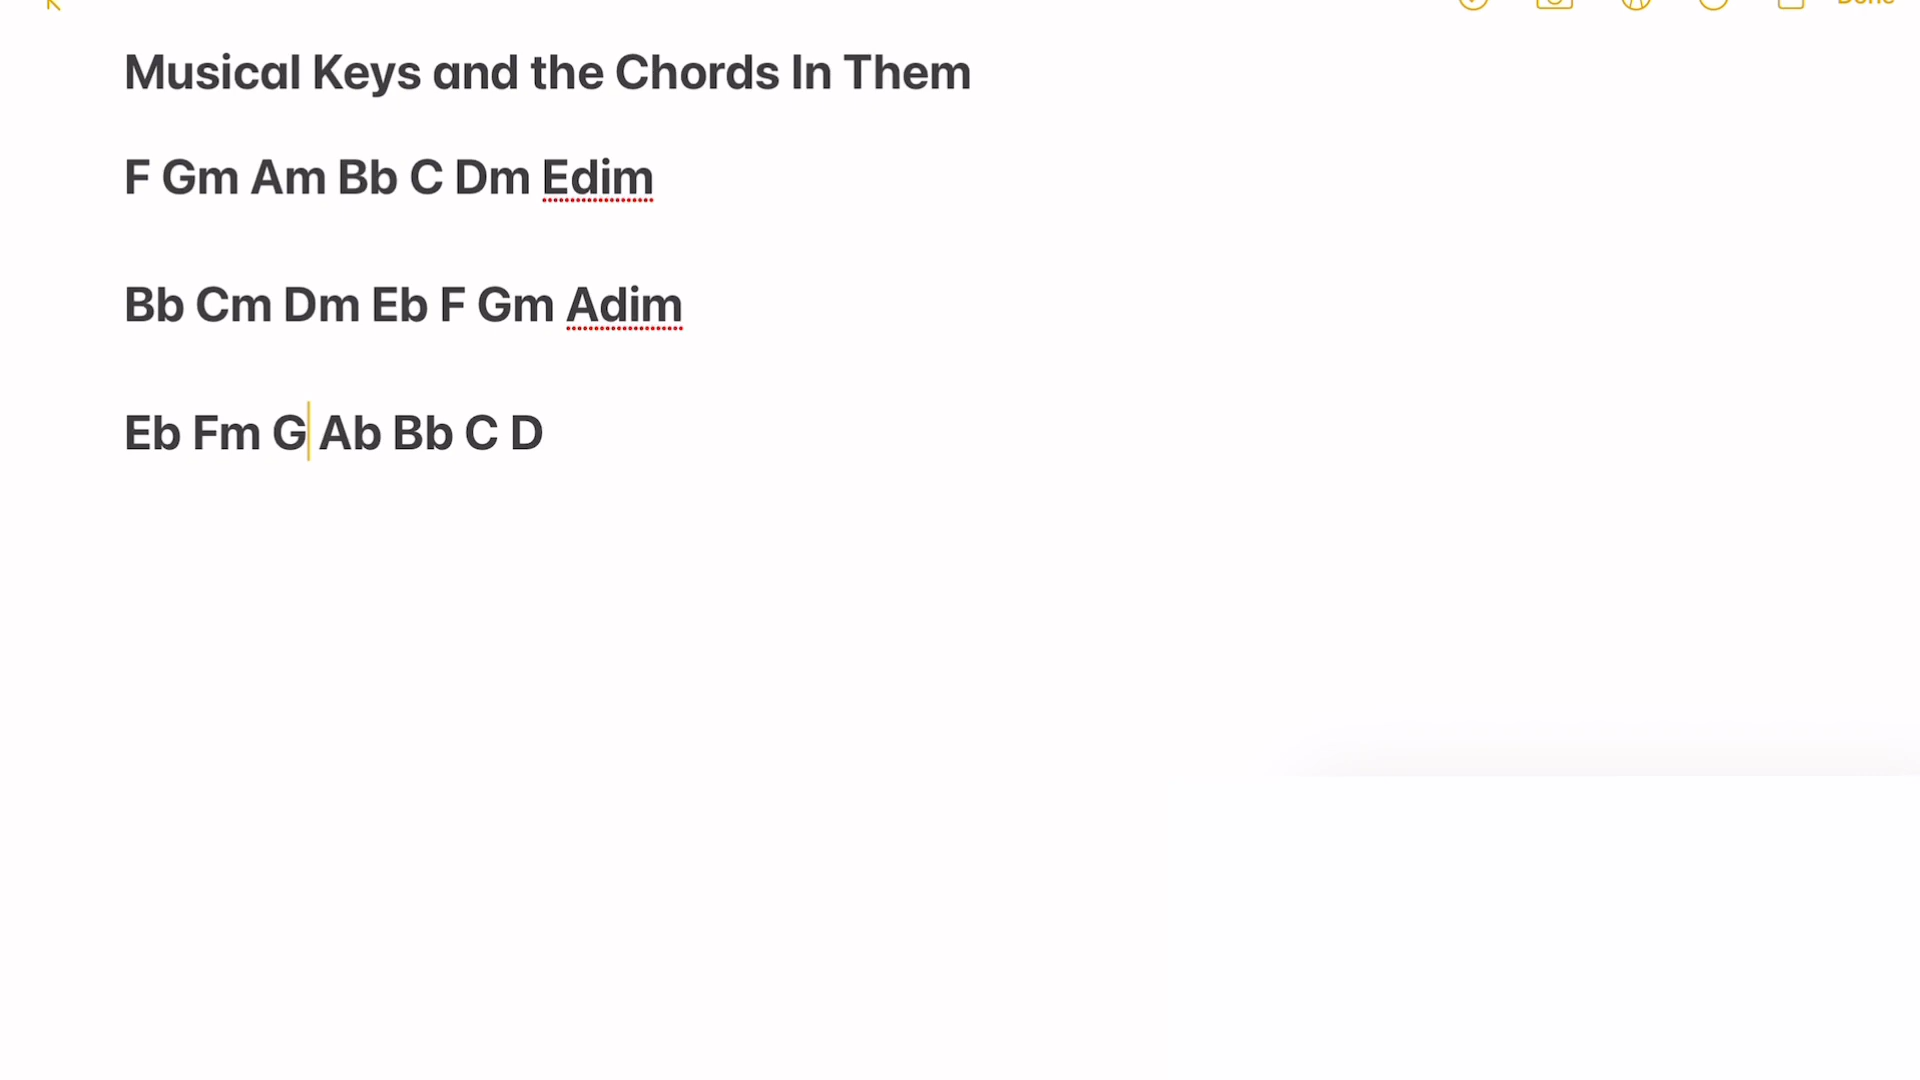 Musical Keys and the Chords In Them
F Gm Am Bb C Dm Edim
Bb Cm Dm Eb F Gm Adim
Eb Fm G Ab Bb C D